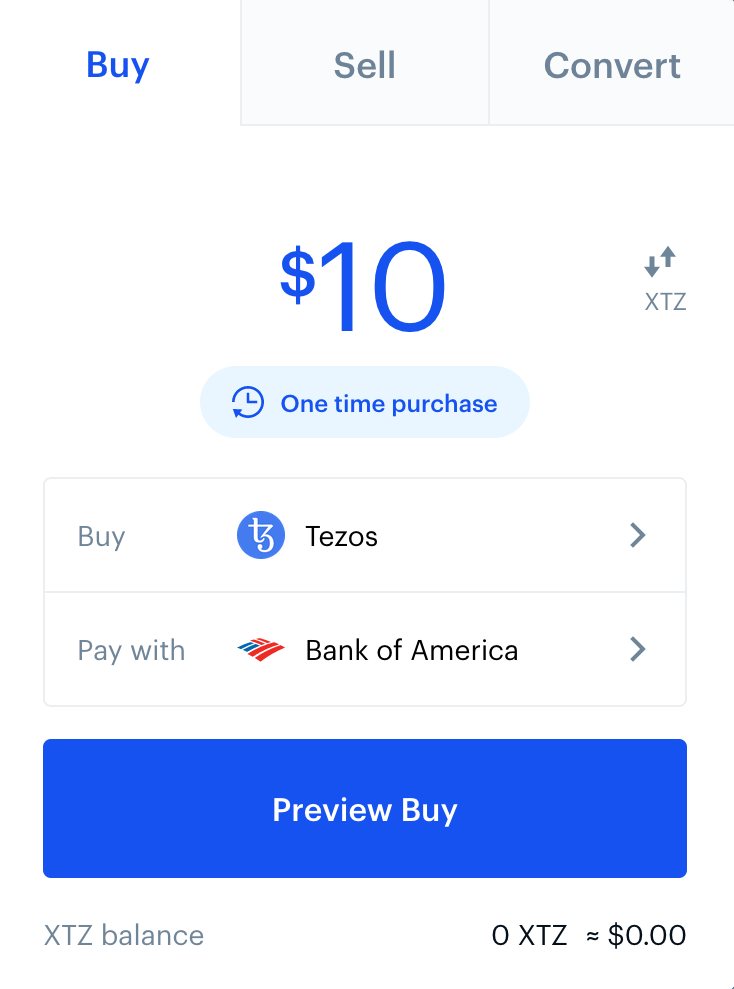 Buy Sell Convert
$10
XTZ
One time purchase
Buy Tezos
Pay with Bank of America
Preview Buy
XTZ balance 0 XTZ ≈ $0.00